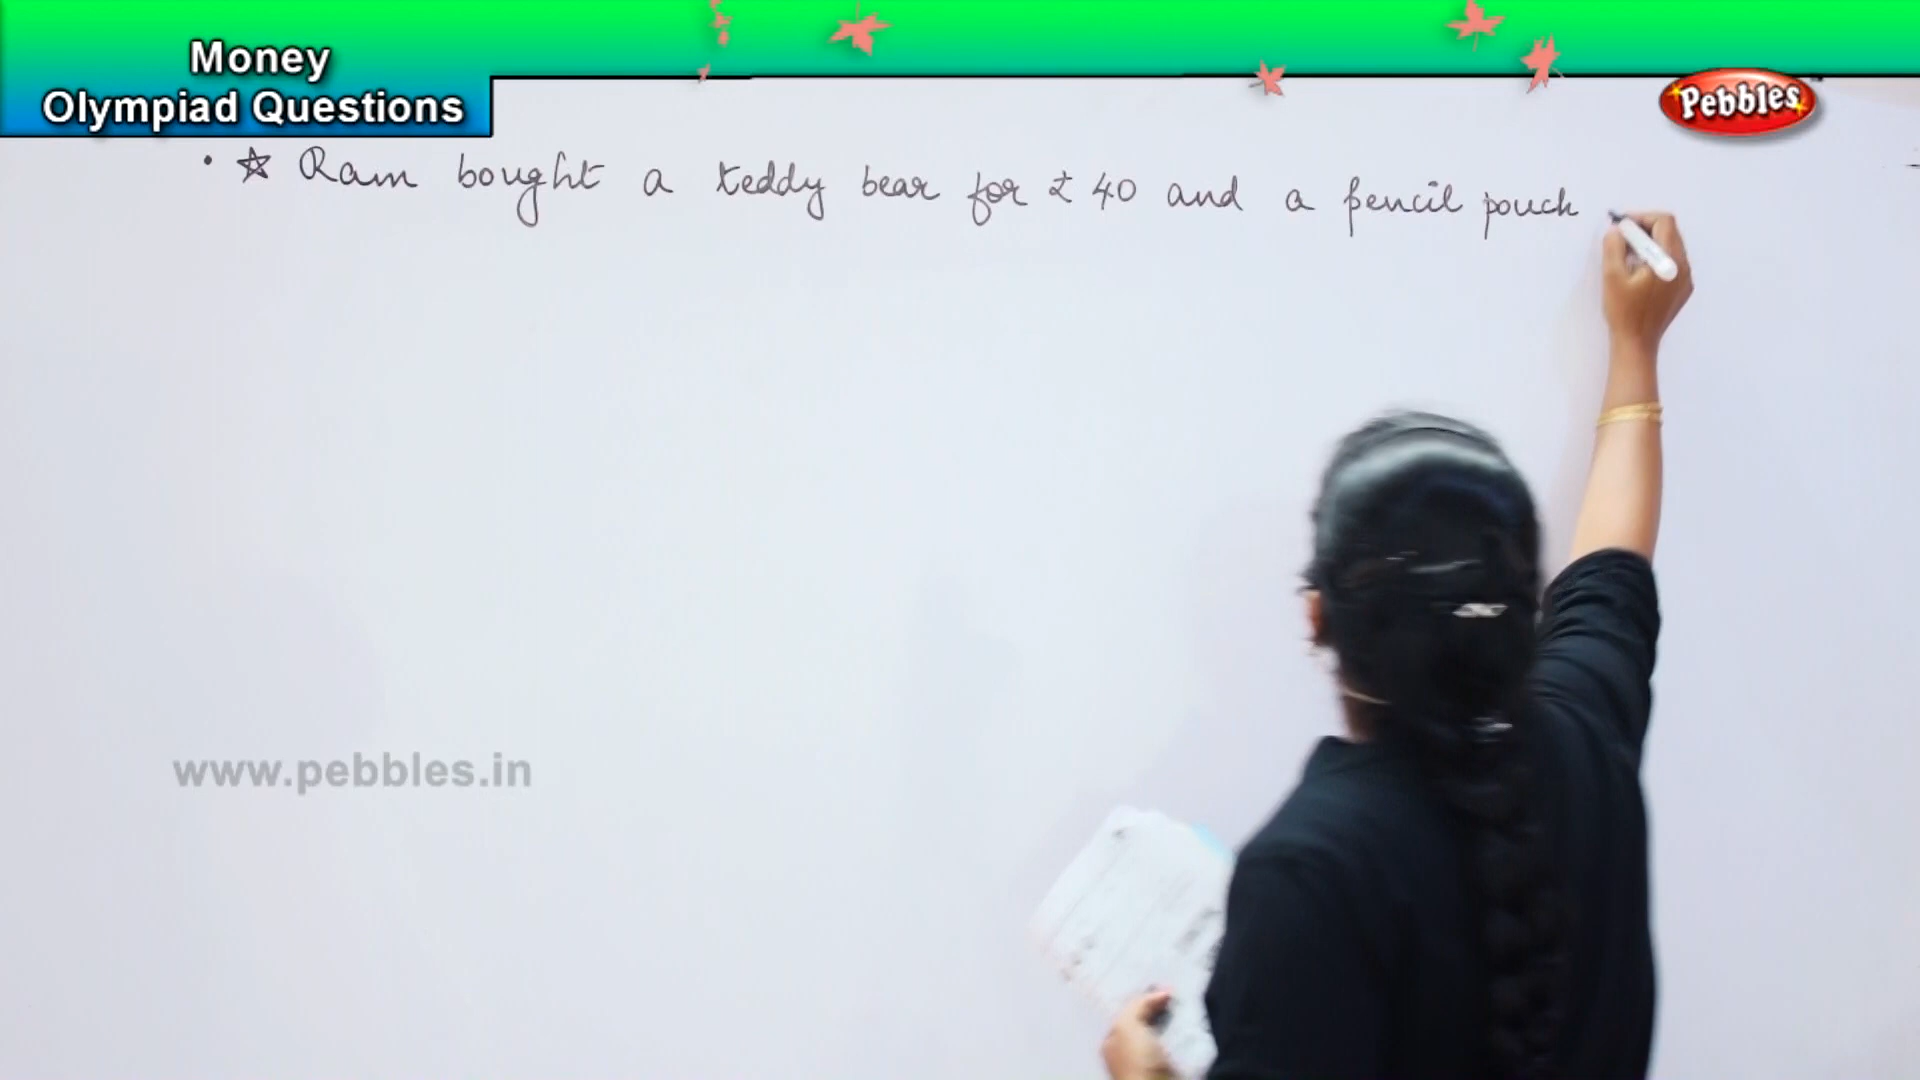 Money
Olympiad Questions
Pebbles
☆ Ram bought a teddy bear for ₹ 40 and a pencil pouch
www.pebbles.in